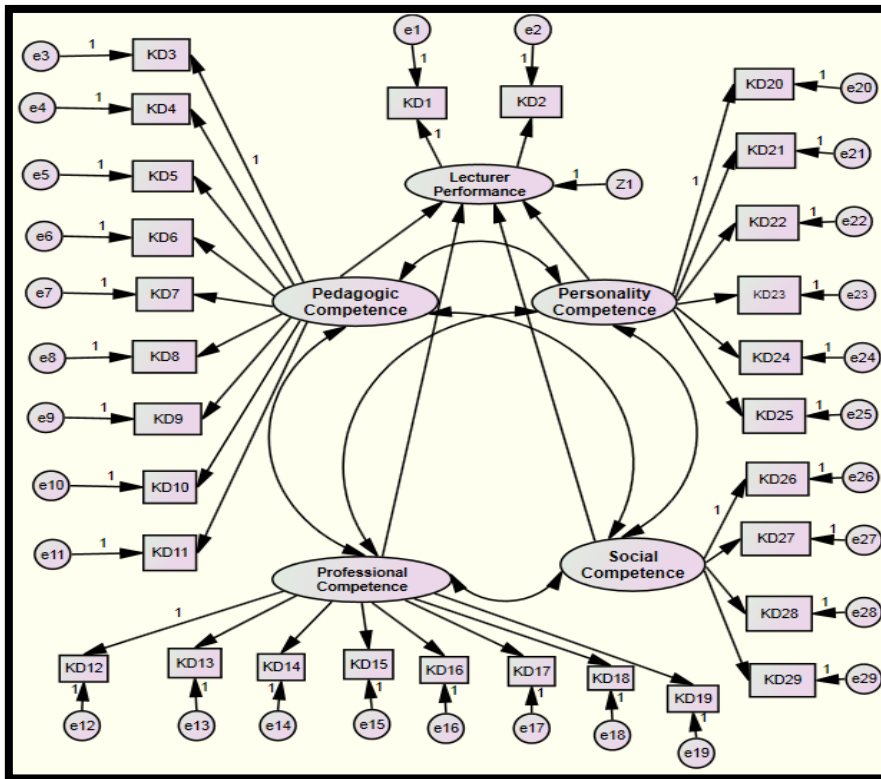 e1
e2
e3
1
KD3
1
1
KD20
1
e20
e4
1
KD4
KD1
KD2
1
1
KD21
1
e21
e5
1
KD5
Lecturer
Performance
1
Z1
1
KD22
1
e22
e6
1
KD6
e7
1
KD7
Pedagogic
Competence
Personality
Competence
KD23
1
e23
e8
1
KD8
KD24
1
e24
e9
1
KD9
KD25
1
e25
e10
1
KD10
KD26
1
e26
1
e11
1
KD11
KD27
1
e27
Professional
Competence
Social
Competence
1
KD28
1
e28
KD12
KD13
KD14
KD15
KD16
KD17
KD18
KD19
KD29
1
e29
1
1
1
1
1
1
1
1
e12
e13
e14
e15
e16
e17
e18
e19